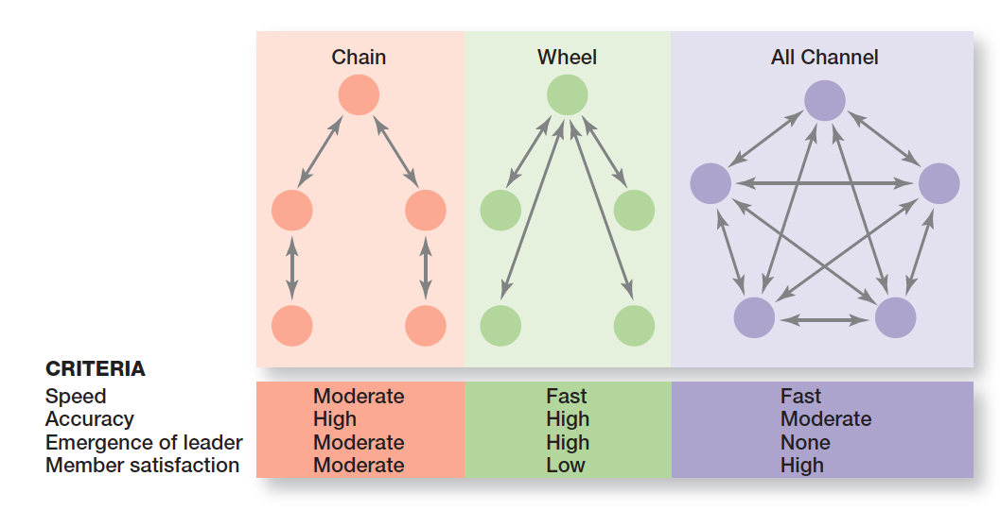 Chain Wheel All Channel
CRITERIA
Speed Moderate Fast Fast
Accuracy High High Moderate
Emergence of leader Moderate High None
Member satisfaction Moderate Low High